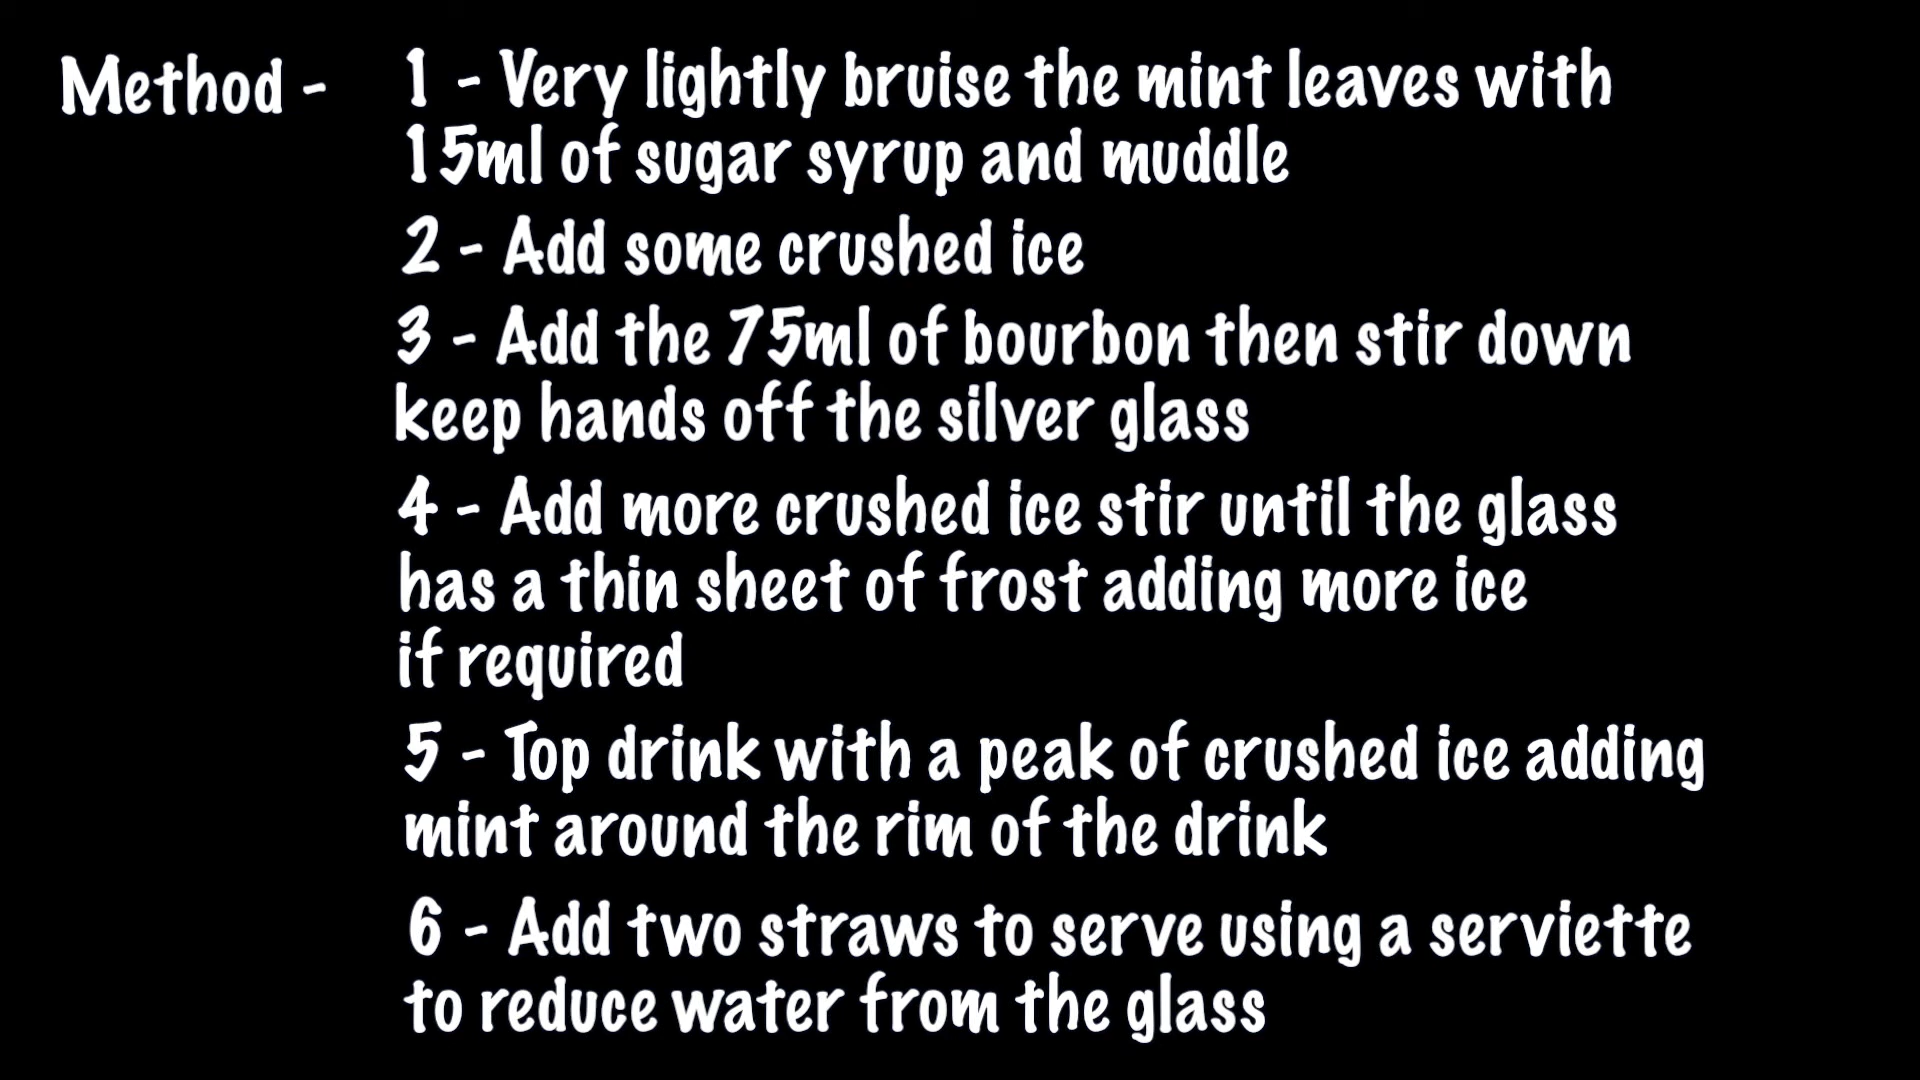 Method - 1 - Very lightly bruise the mint leaves with
15ml of sugar syrup and muddle
2 - Add some crushed ice
3 - Add the 75ml of bourbon then stir down
keep hands off the silver glass
4 - Add more crushed ice stir until the glass
has a thin sheet of frost adding more ice
if required
5 - Top drink with a peak of crushed ice adding
mint around the rim of the drink
6 - Add two straws to serve using a serviette
to reduce water from the glass